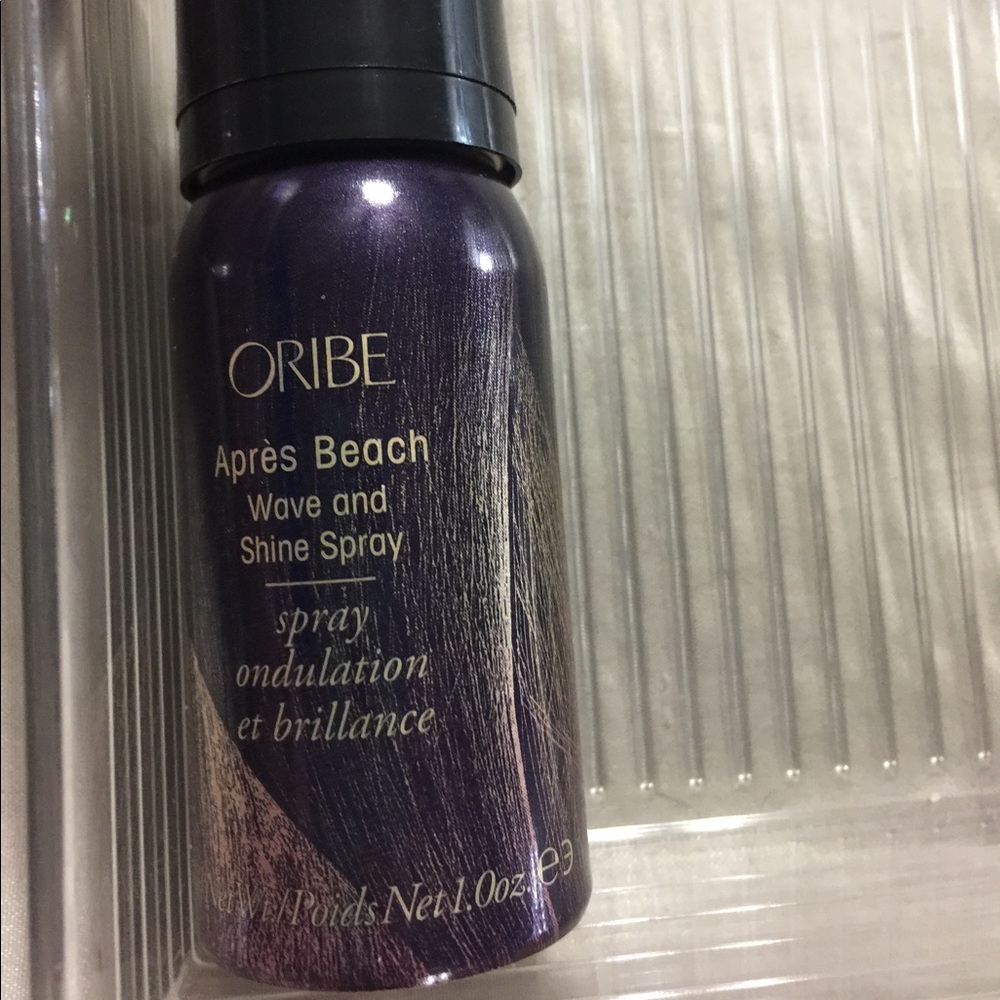 ORIBE
Après Beach
Wave and
Shine Spray
spray
ondulation
et brillance
Poids Net 1.0oz. e